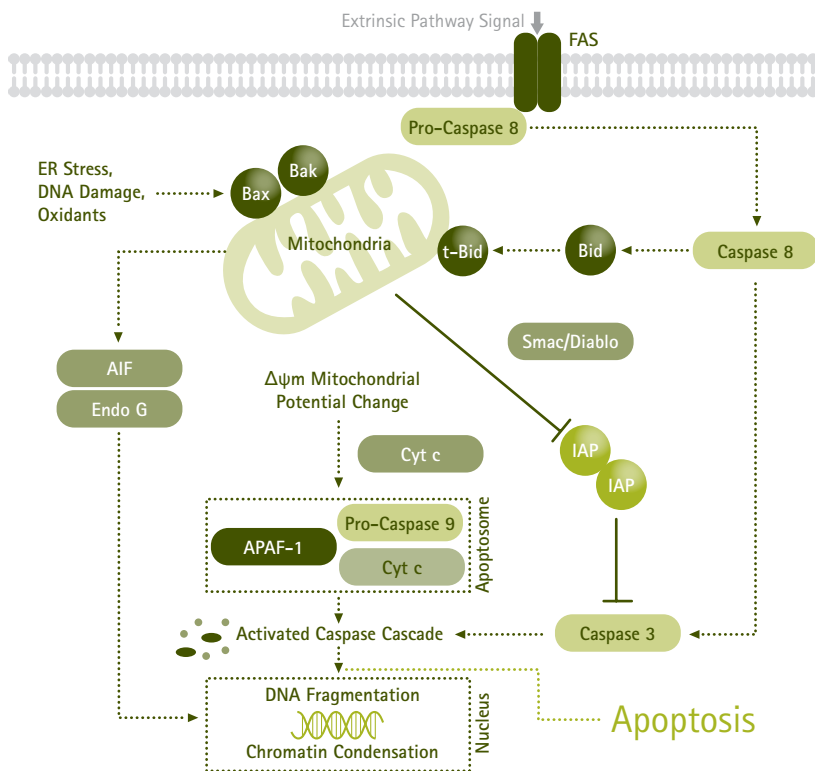 Extrinsic Pathway Signal
FAS
Pro-Caspase 8
ER Stress,
DNA Damage,
Oxidants
Bax
Bak
Mitochondria
t-Bid
Bid
Caspase 8
Smac/Diablo
AIF
Endo G
Δψm Mitochondrial
Potential Change
Cyt c
IAP
IAP
APAF-1
Pro-Caspase 9
Cyt c
Apoptosome
Activated Caspase Cascade
Caspase 3
DNA Fragmentation
Chromatin Condensation
Nucleus
Apoptosis